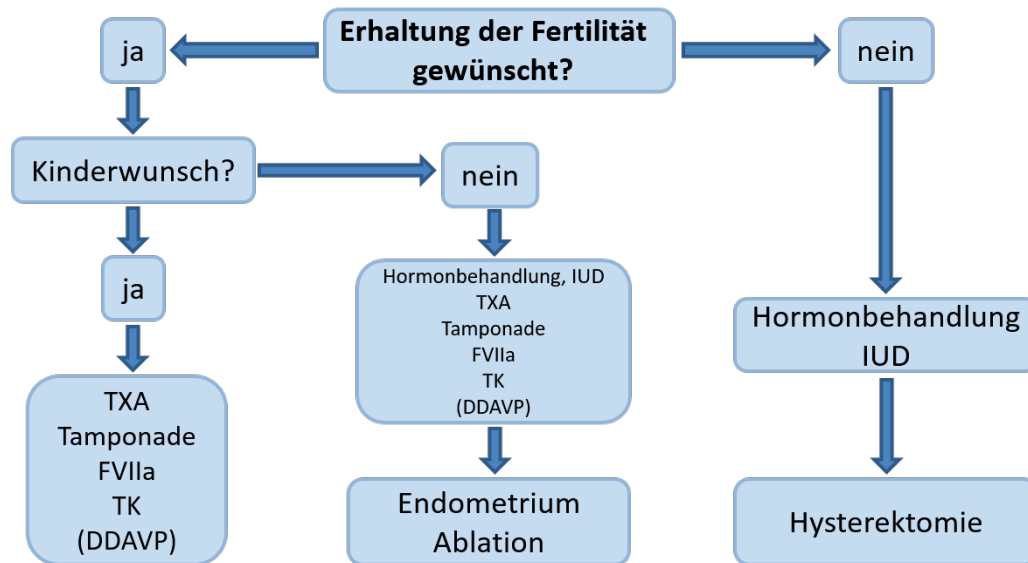 Erhaltung der Fertilität
gewünscht?
ja
nein
Kinderwunsch?
nein
ja
Hormonbehandlung, IUD
TXA
Tamponade
FVIIa
TK
(DDAVP)
Hormonbehandlung
IUD
TXA
Tamponade
FVIIa
TK
(DDAVP)
Endometrium
Ablation
Hysterektomie